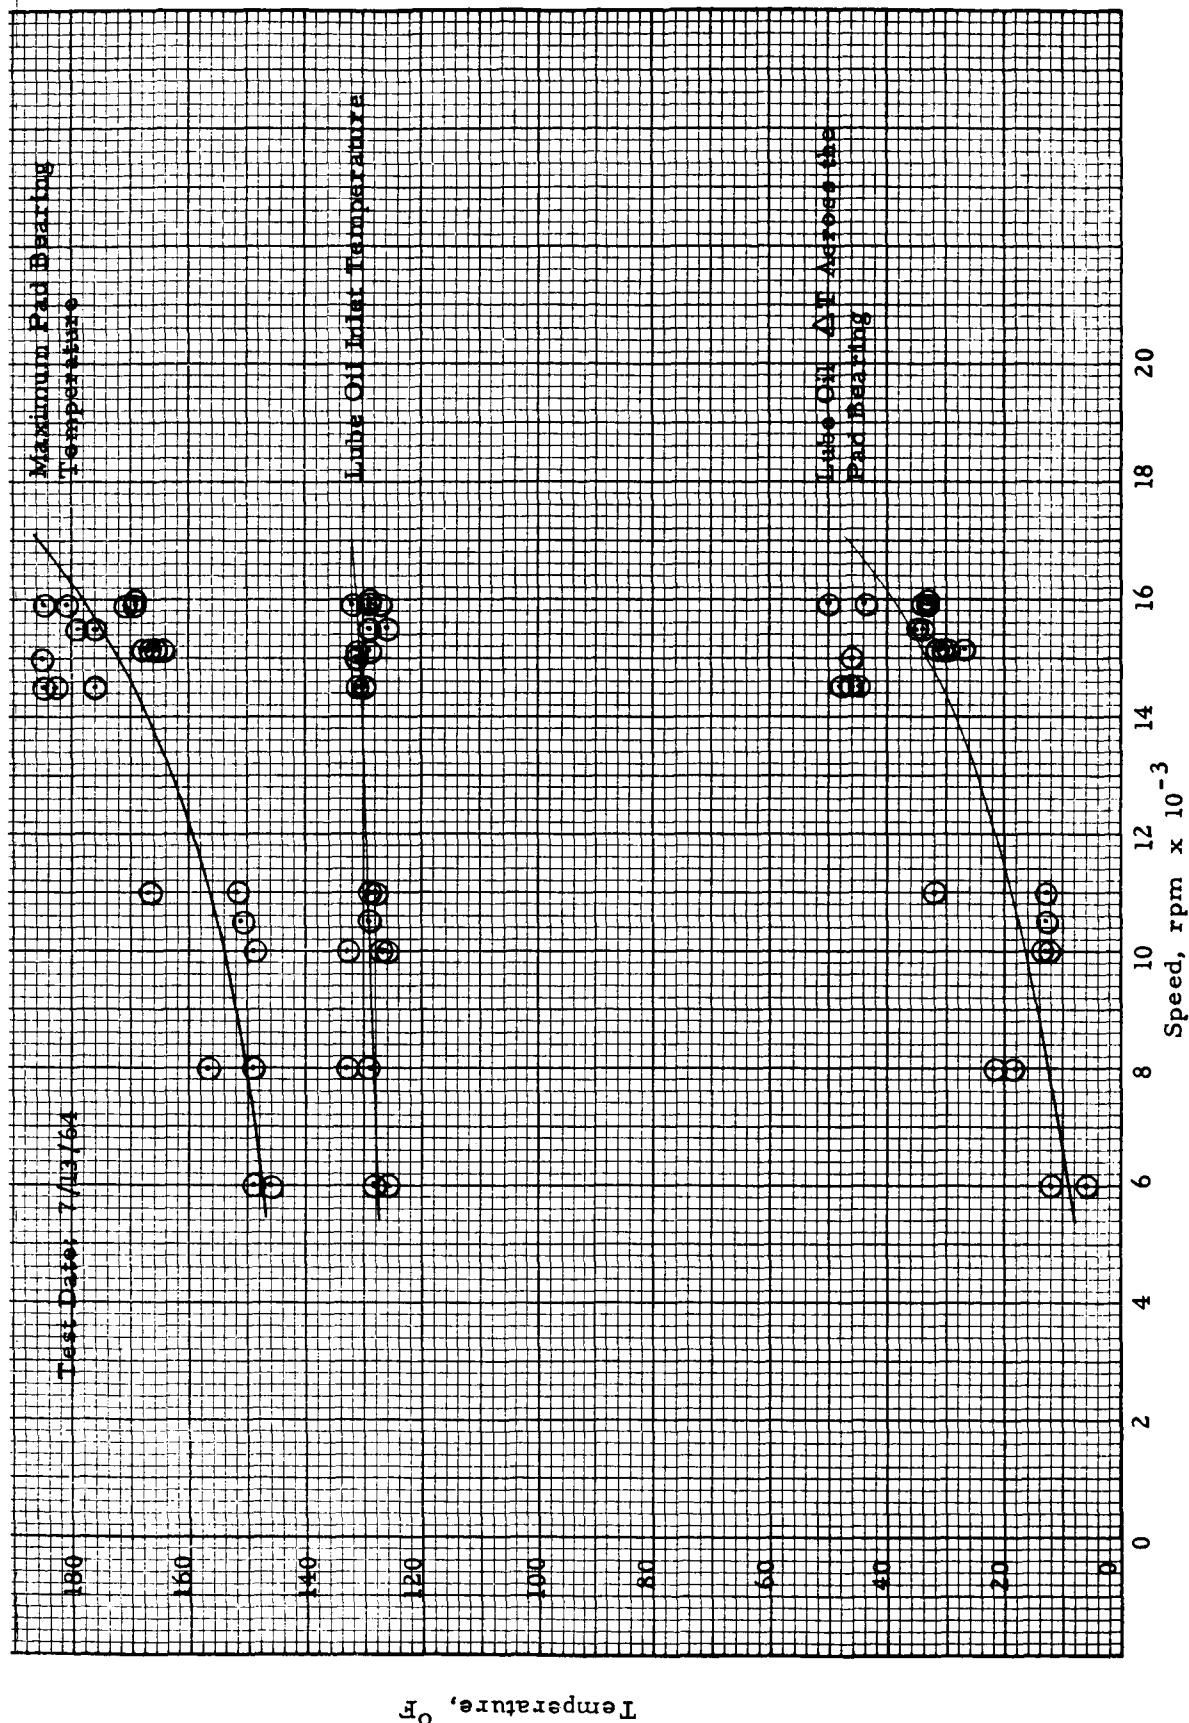 Test Date: 7/13/64
Maximum Pad Bearing
Temperature
Lube Oil Inlet Temperature
Lube Oil ΔT Across the
Pad Bearing
Temperature, °F
180
160
140
120
100
80
60
40
20
0
0 2 4 6 8 10 12 14 16 18 20
Speed, rpm x 10⁻³